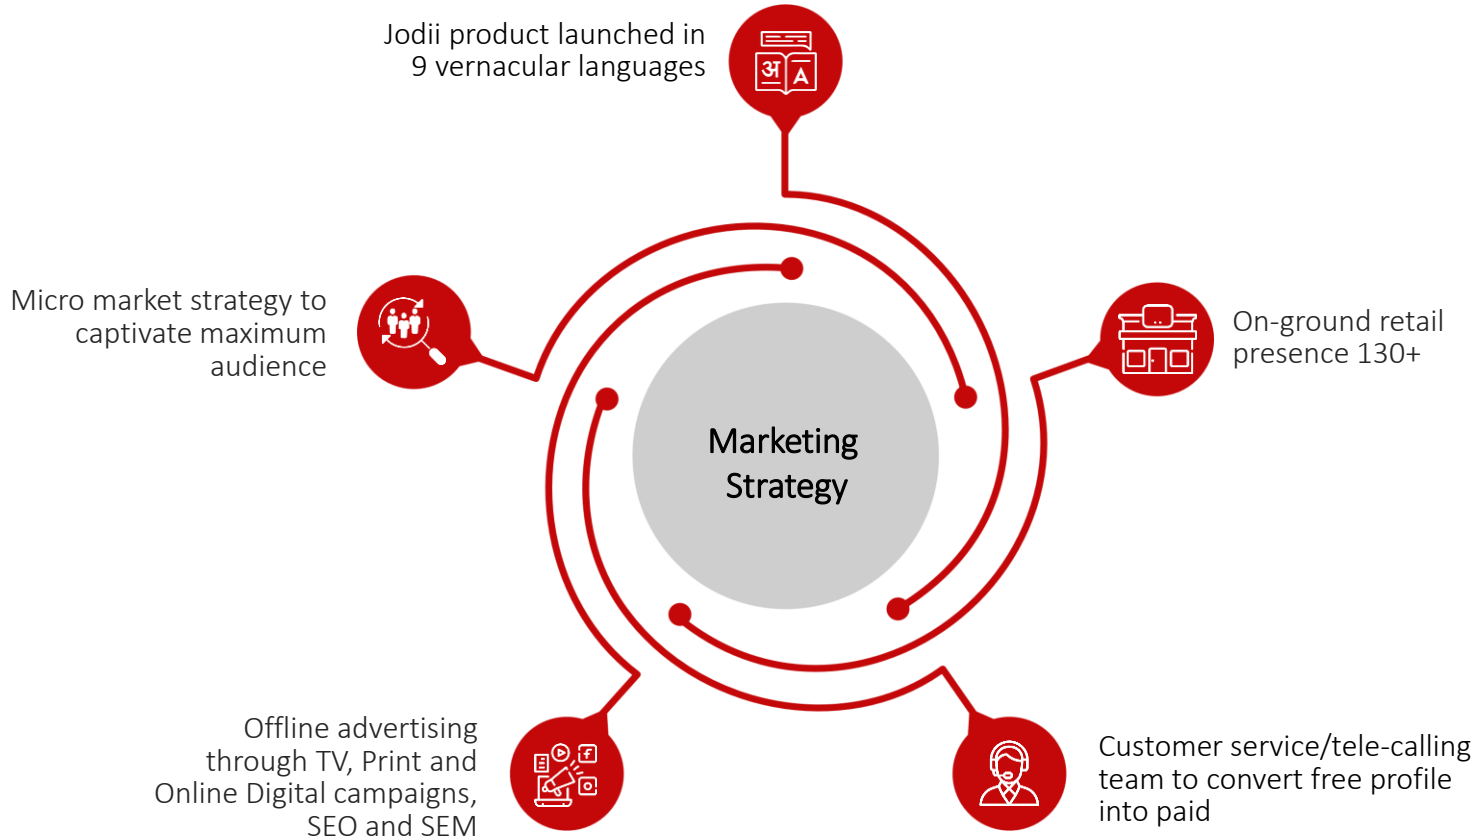 Jodii product launched in
9 vernacular languages
अ A
Micro market strategy to
captivate maximum
audience
On-ground retail
presence 130+
Marketing
Strategy
Offline advertising
through TV, Print and
Online Digital campaigns,
SEO and SEM
f
Customer service/tele-calling
team to convert free profile
into paid